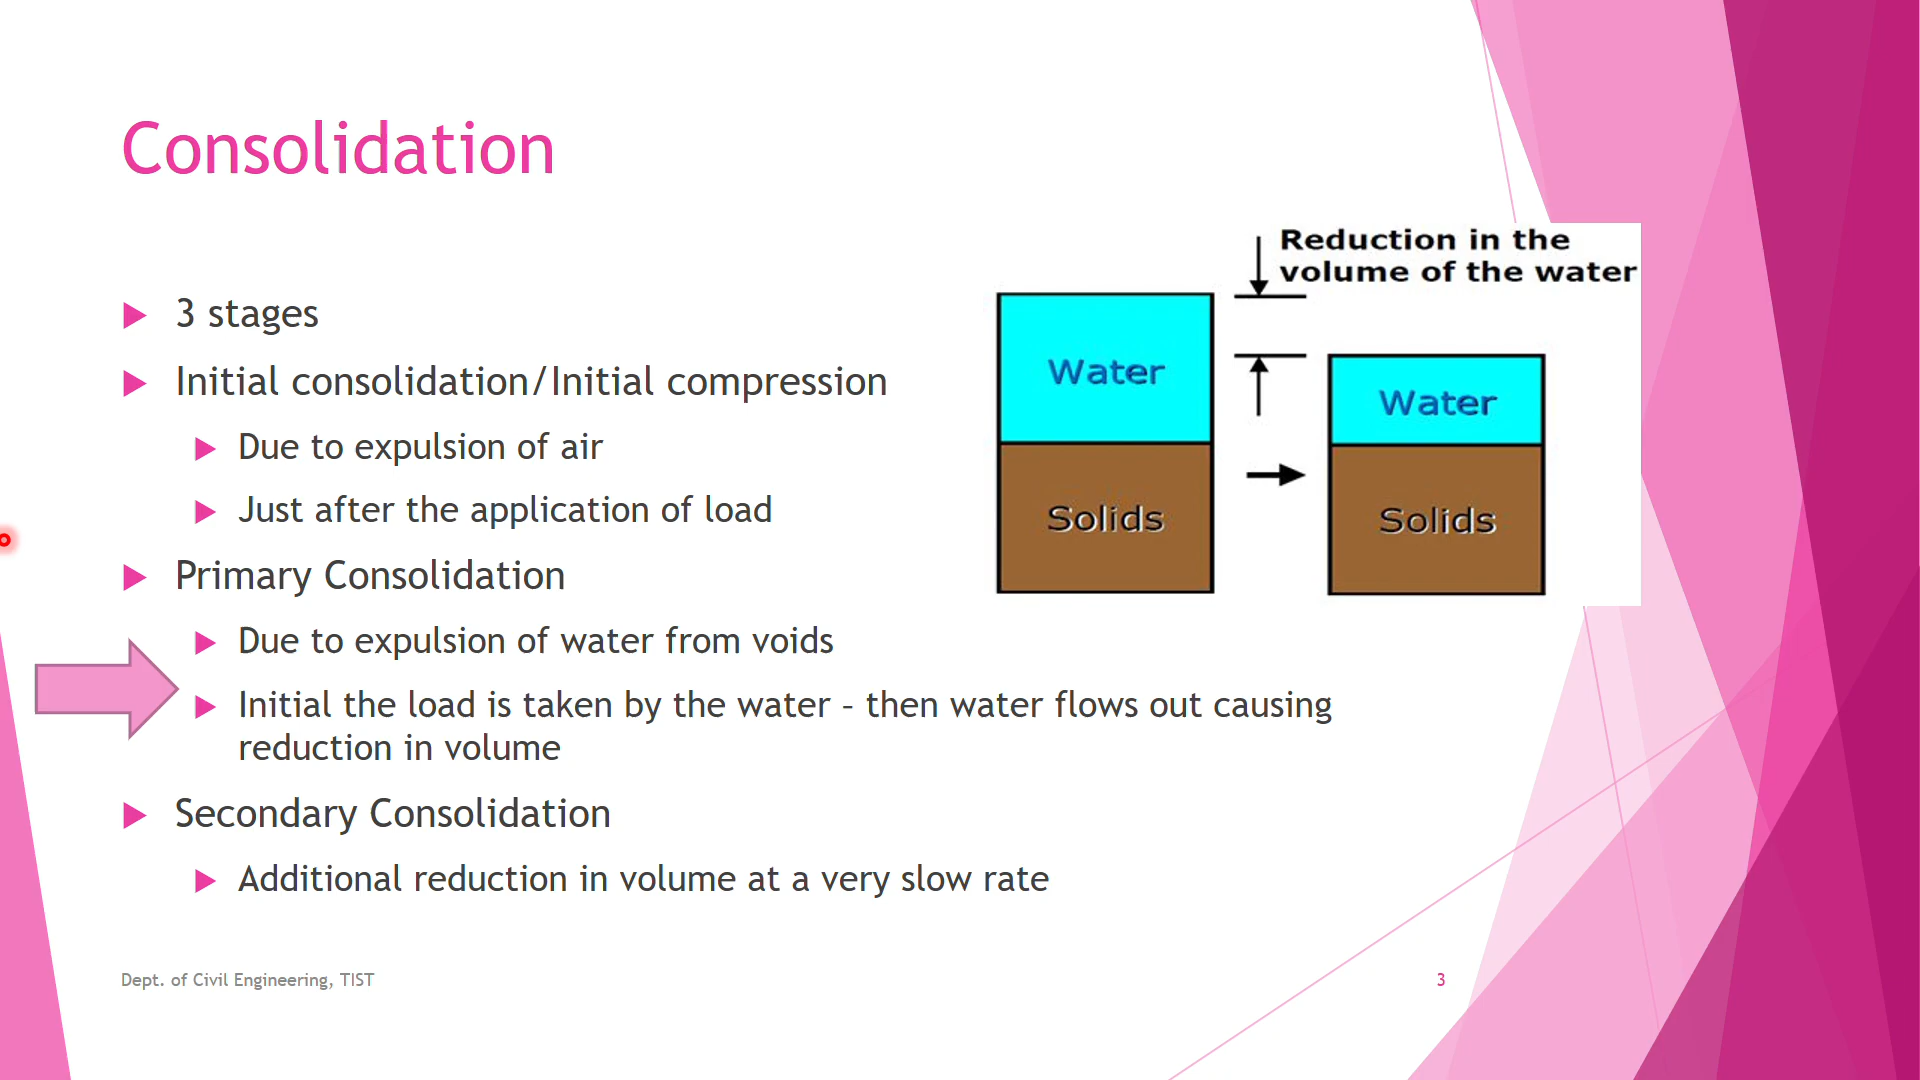 Consolidation
3 stages
Initial consolidation/Initial compression
Due to expulsion of air
Just after the application of load
Primary Consolidation
Due to expulsion of water from voids
Initial the load is taken by the water – then water flows out causing
reduction in volume
Secondary Consolidation
Additional reduction in volume at a very slow rate
Reduction in the
volume of the water
Water
Solids
Water
Solids
Dept. of Civil Engineering, TIST
3